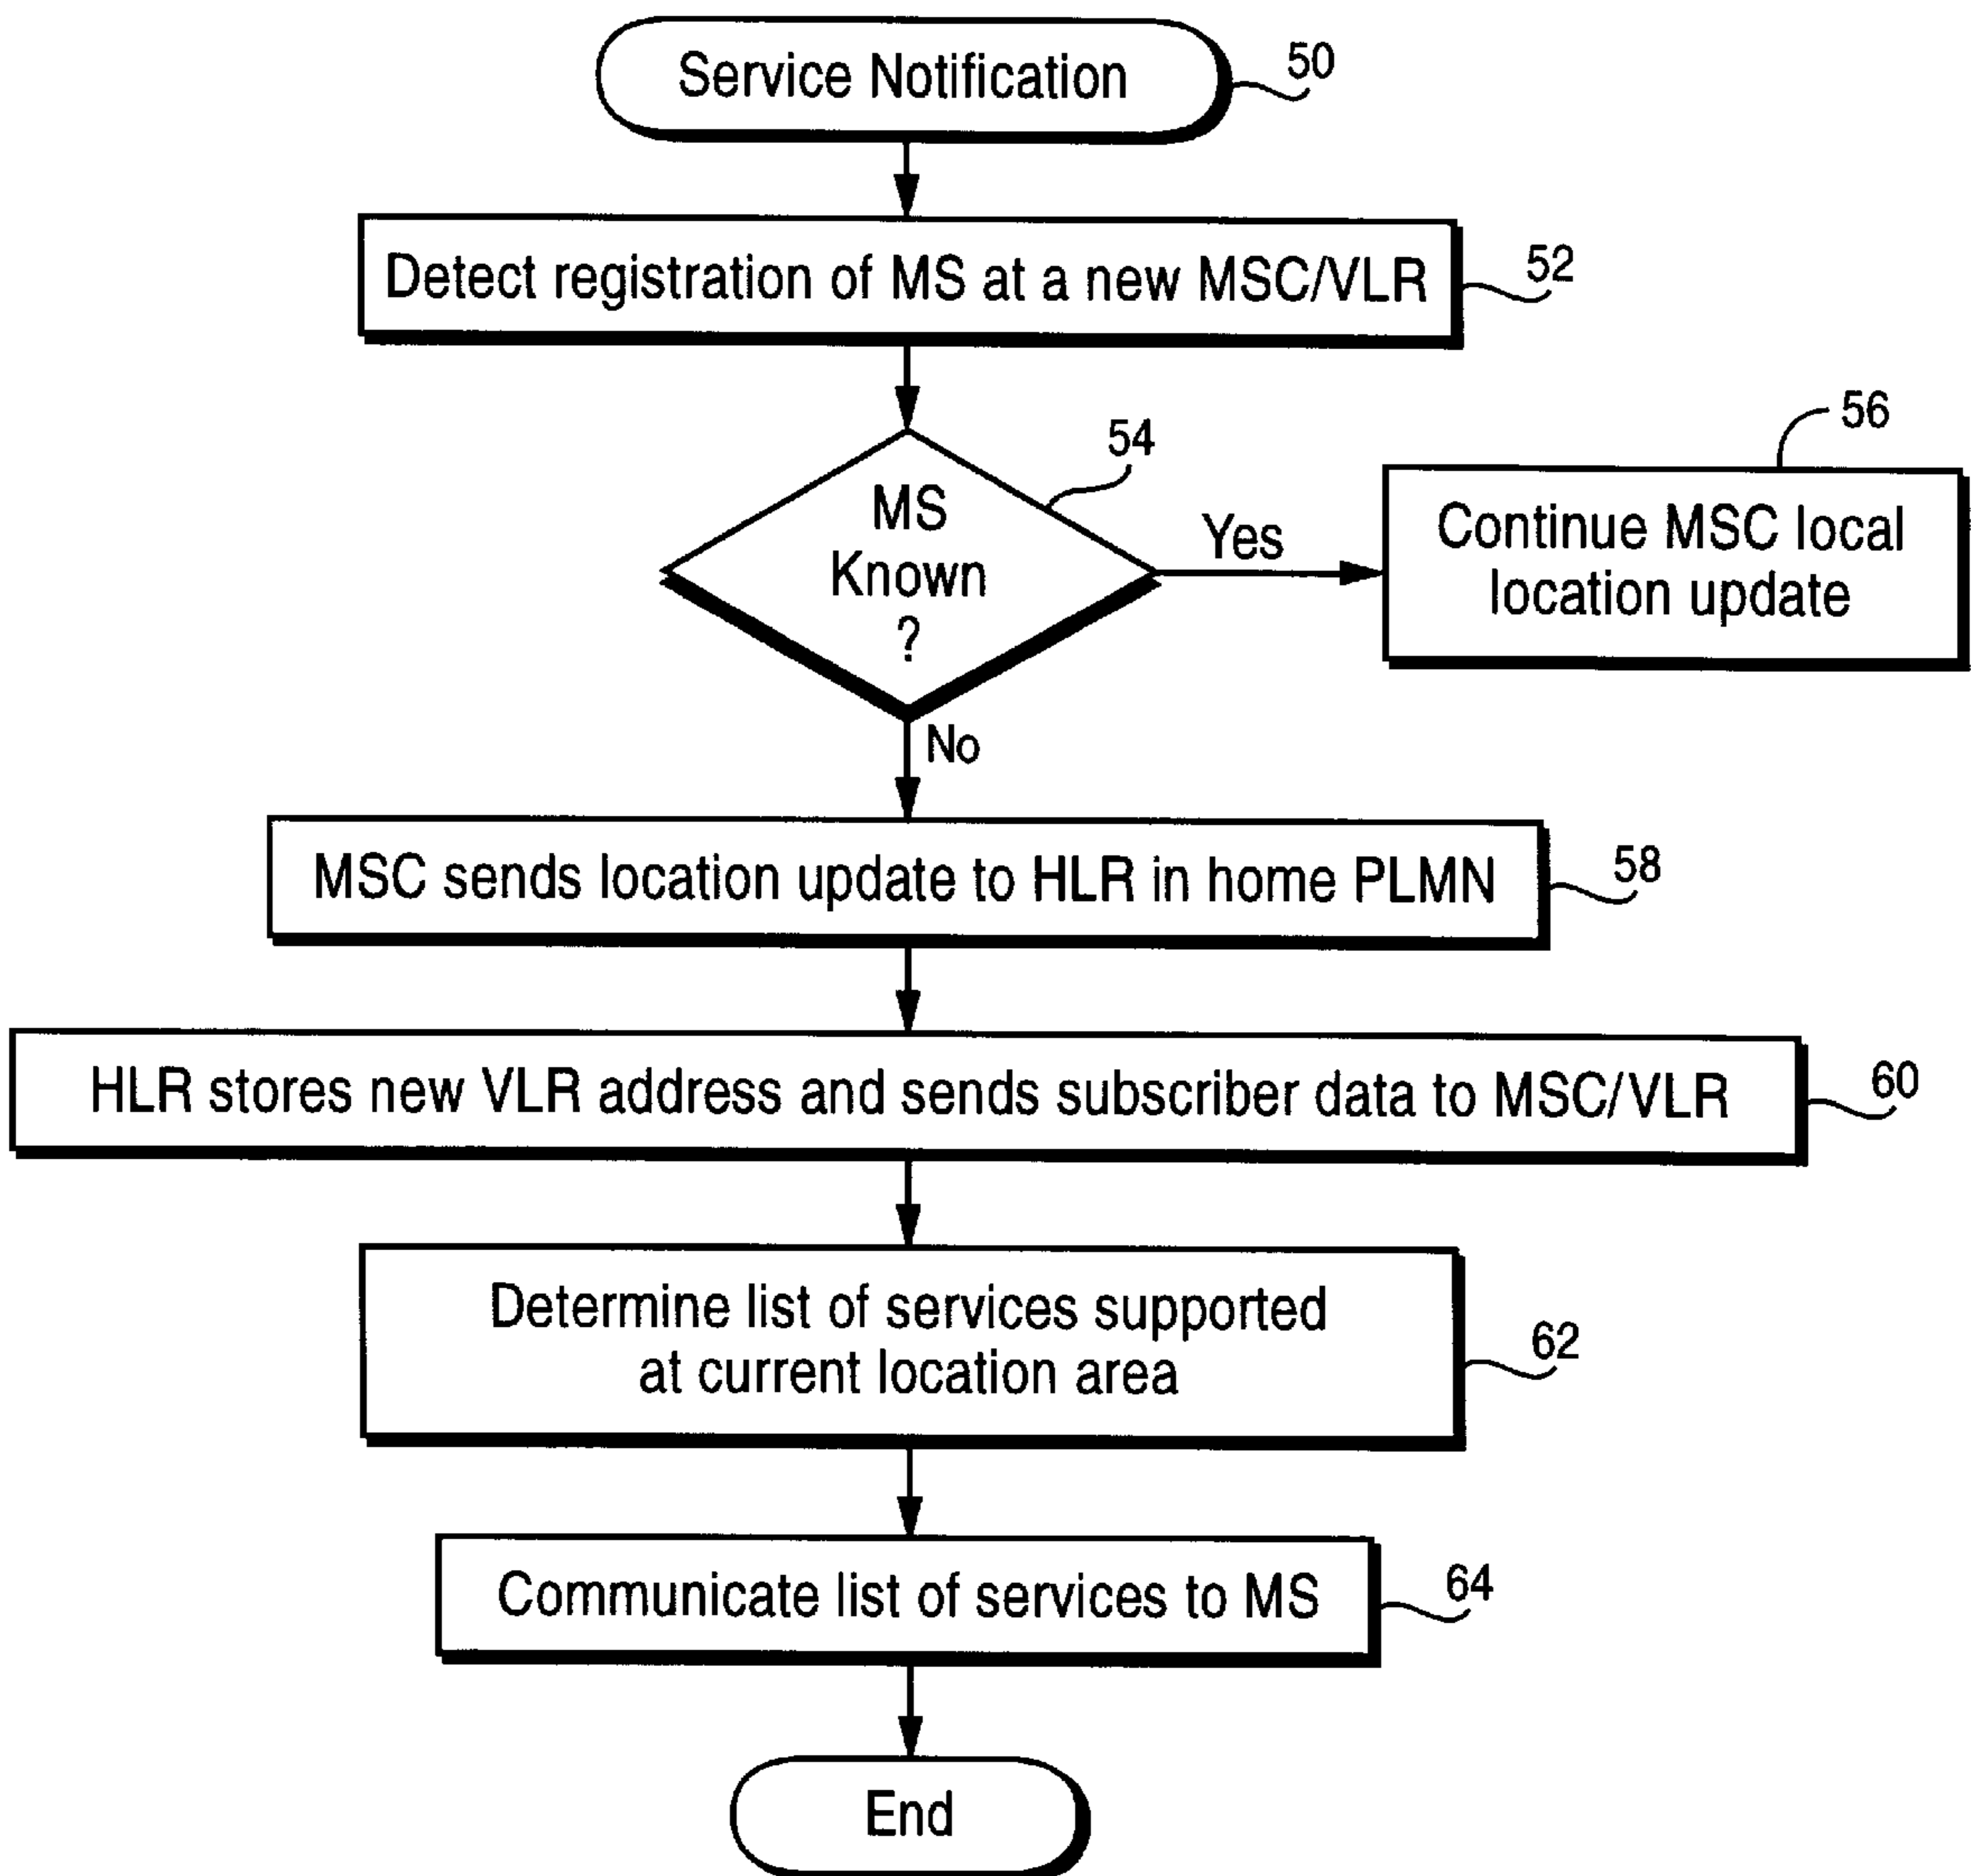 Service Notification
50
Detect registration of MS at a new MSC/VLR
52
54
MS
Known
?
Yes
56
Continue MSC local
location update
No
MSC sends location update to HLR in home PLMN
58
HLR stores new VLR address and sends subscriber data to MSC/VLR
60
Determine list of services supported
at current location area
62
Communicate list of services to MS
64
End